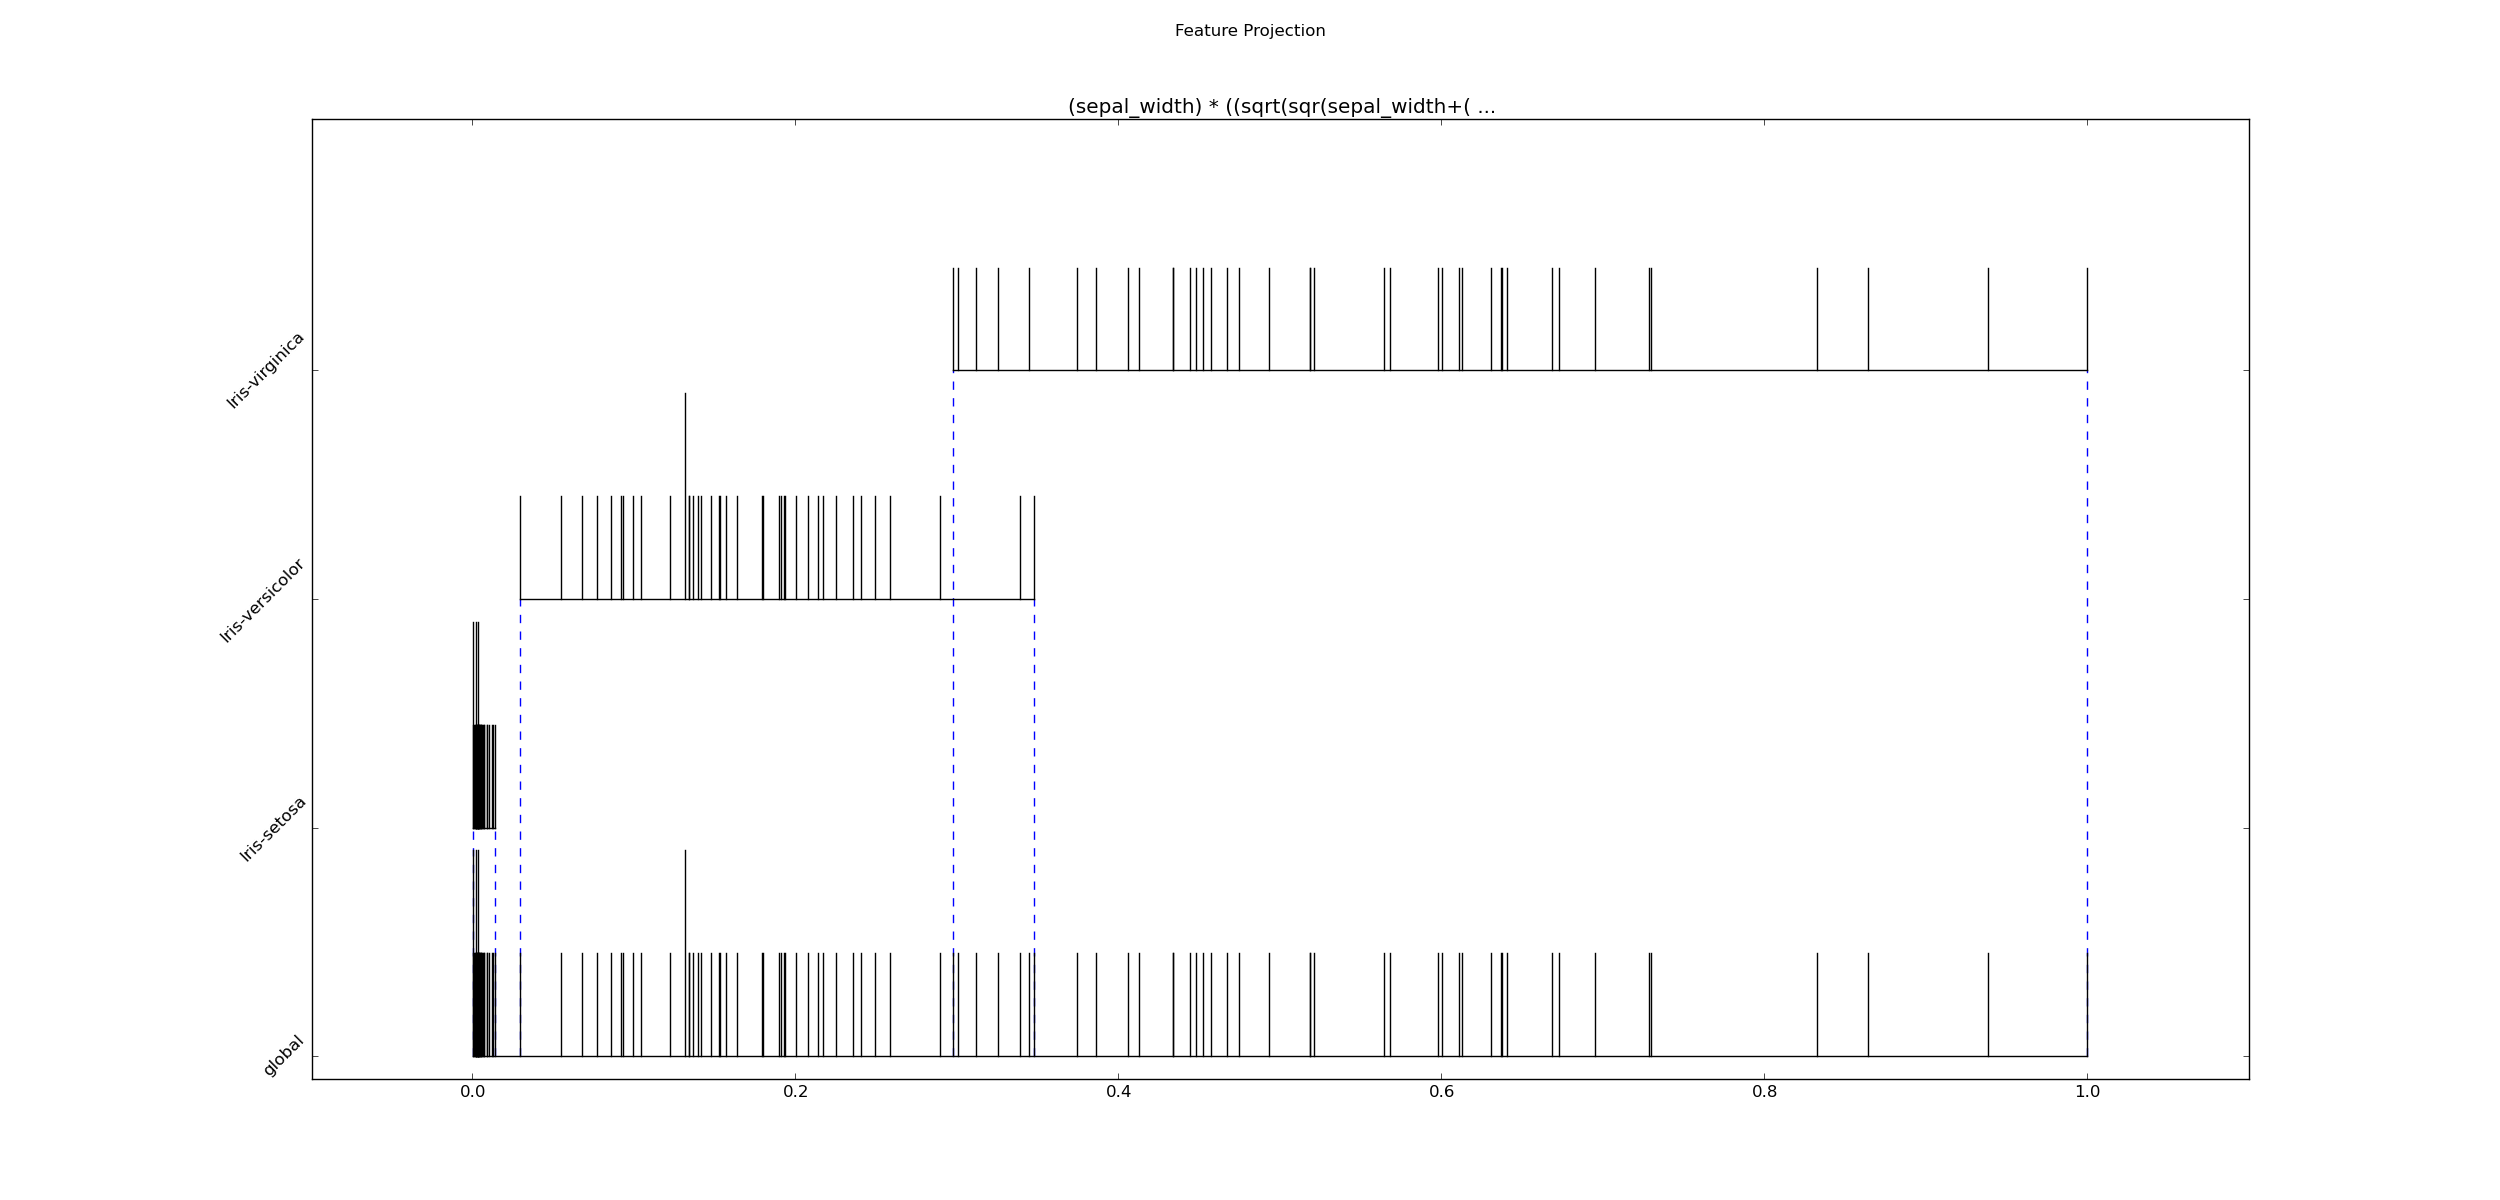 Feature Projection
(sepal_width) * ((sqrt(sqr(sepal_width+( ...
Iris-virginica
Iris-versicolor
Iris-setosa
global
0.0 0.2 0.4 0.6 0.8 1.0